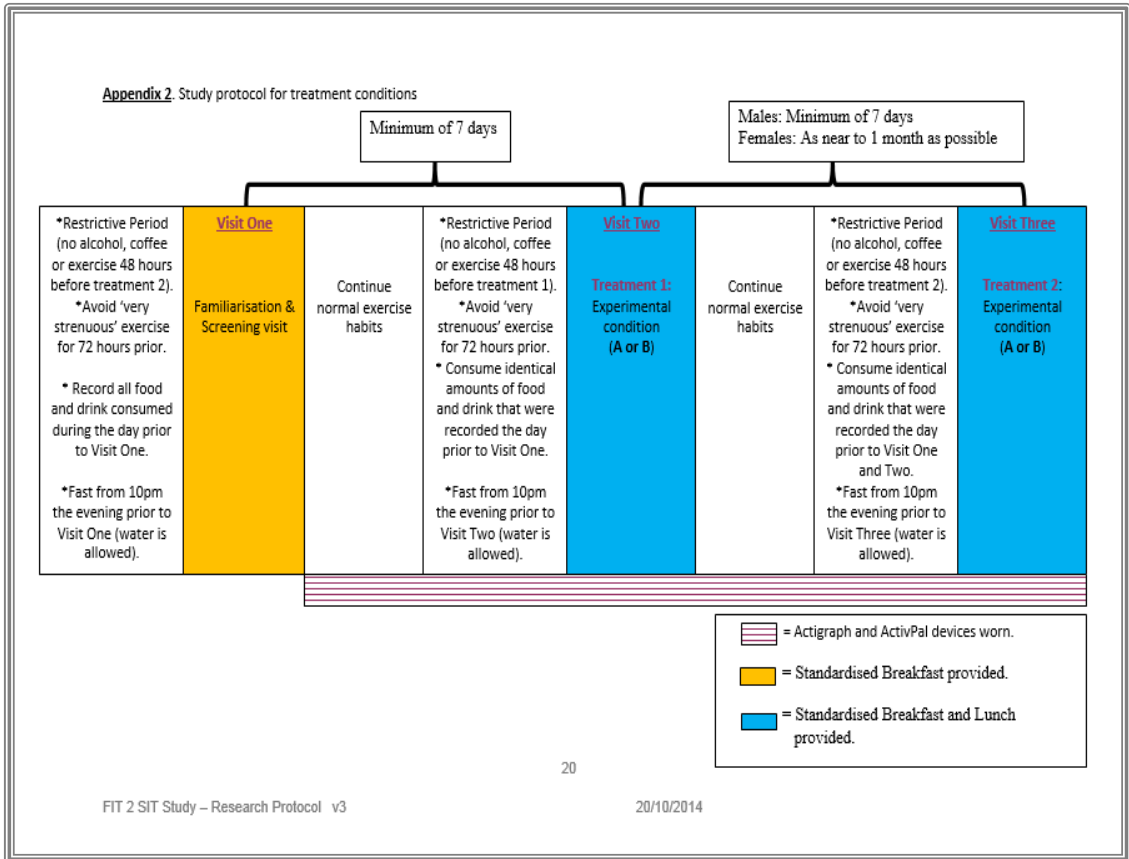 Appendix 2. Study protocol for treatment conditions
Minimum of 7 days
Males: Minimum of 7 days
Females: As near to 1 month as possible
*Restrictive Period
(no alcohol, coffee
or exercise 48 hours
before treatment 2).
*Avoid ‘very
strenuous’ exercise
for 72 hours prior.
* Record all food
and drink consumed
during the day prior
to Visit One.
*Fast from 10pm
the evening prior to
Visit One (water is
allowed).
Visit One
Familiarisation &
Screening visit
Continue
normal exercise
habits
*Restrictive Period
(no alcohol, coffee
or exercise 48 hours
before treatment 1).
*Avoid ‘very
strenuous’ exercise
for 72 hours prior.
* Consume identical
amounts of food
and drink that were
recorded the day
prior to Visit One.
*Fast from 10pm
the evening prior to
Visit Two (water is
allowed).
Visit Two
Treatment 1:
Experimental
condition
(A or B)
Continue
normal exercise
habits
*Restrictive Period
(no alcohol, coffee
or exercise 48 hours
before treatment 2).
*Avoid ‘very
strenuous’ exercise
for 72 hours prior.
* Consume identical
amounts of food
and drink that were
recorded the day
prior to Visit One
and Two.
*Fast from 10pm
the evening prior to
Visit Three (water is
allowed).
Visit Three
Treatment 2:
Experimental
condition
(A or B)
= Actigraph and ActivPal devices worn.
= Standardised Breakfast provided.
= Standardised Breakfast and Lunch
provided.
20
FIT 2 SIT Study – Research Protocol v3 20/10/2014